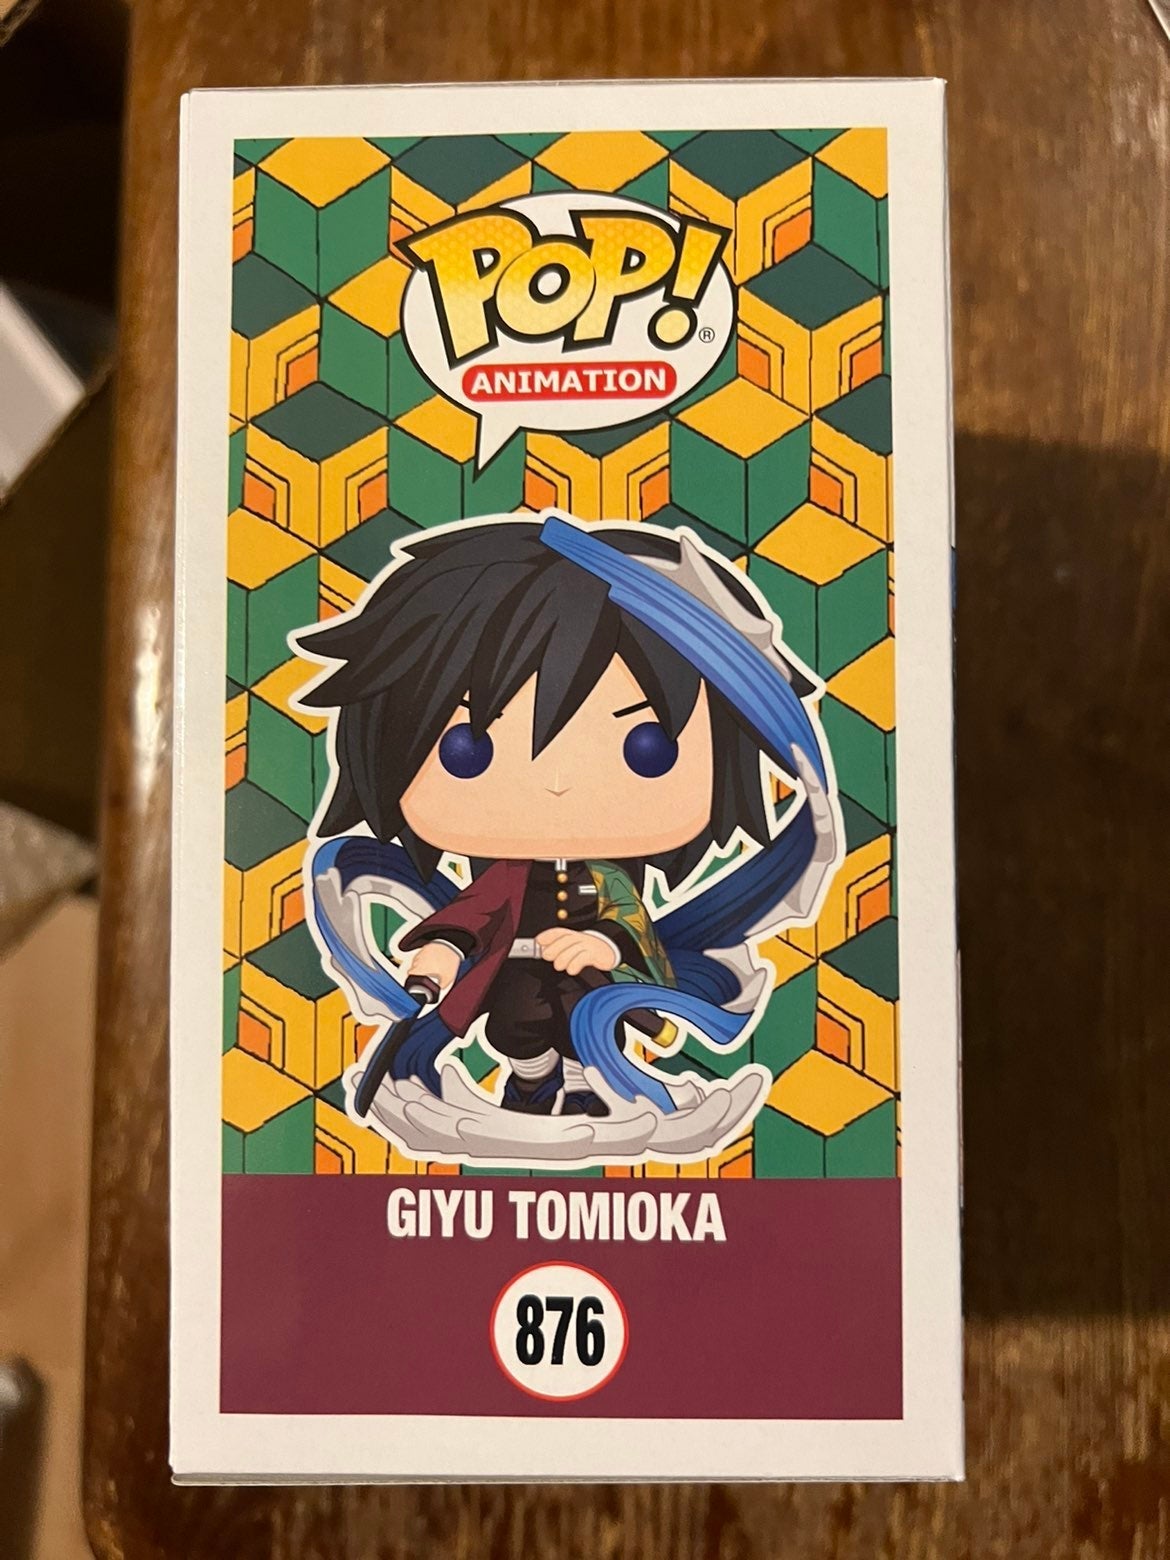 POP!
®
ANIMATION
GIYU TOMIOKA
876